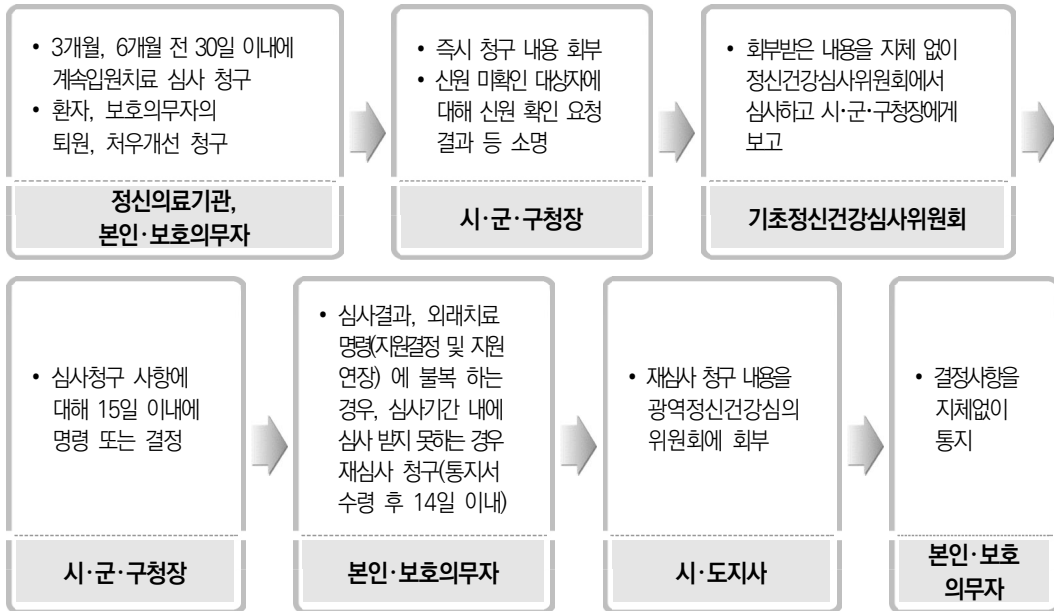 • 3개월, 6개월 전 30일 이내에
계속입원치료 심사 청구
• 환자, 보호의무자의
퇴원, 처우개선 청구
정신의료기관,
본인·보호의무자
• 즉시 청구 내용 회부
• 신원 미확인 대상자에
대해 신원 확인 요청
결과 등 소명
시·군·구청장
• 회부받은 내용을 지체 없이
정신건강심사위원회에서
심사하고 시·군·구청장에게
보고
기초정신건강심사위원회
• 심사청구 사항에
대해 15일 이내에
명령 또는 결정
시·군·구청장
• 심사결과, 외래치료
명령(지원결정 및 지원
연장) 에 불복 하는
경우, 심사기간 내에
심사 받지 못하는 경우
재심사 청구(통지서
수령 후 14일 이내)
본인·보호의무자
• 재심사 청구 내용을
광역정신건강심의
위원회에 회부
시·도지사
• 결정사항을
지체없이
통지
본인·보호
의무자